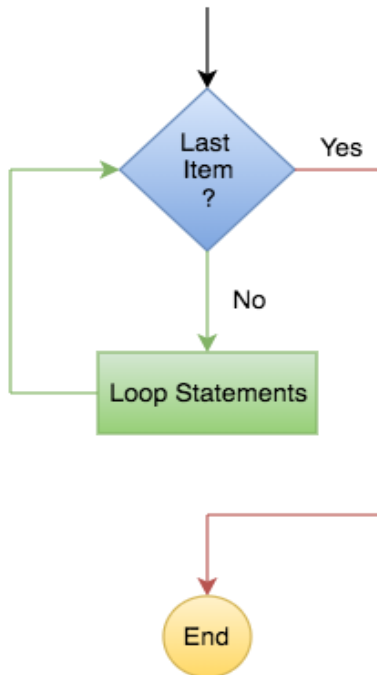 Last
Item
?
Yes
No
Loop Statements
End